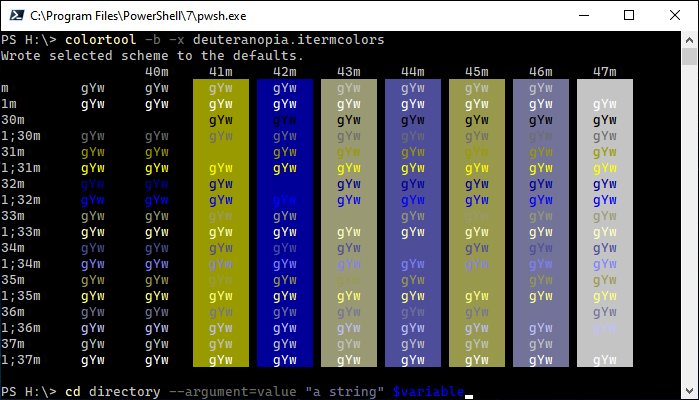 C:\Program Files\PowerShell\7\pwsh.exe
PS H:\> colortool -b -x deuteranopia.itermcolors
Wrote selected scheme to the defaults.
40m 41m 42m 43m 44m 45m 46m 47m
m gYw gYw gYw gYw gYw gYw gYw gYw gYw
1m gYw gYw gYw gYw gYw gYw gYw gYw gYw
30m gYw gYw gYw gYw gYw gYw gYw
1;30m gYw gYw gYw gYw gYw gYw gYw gYw gYw
31m gYw gYw gYw gYw gYw gYw gYw gYw
1;31m gYw gYw gYw gYw gYw gYw gYw gYw gYw
32m gYw gYw gYw gYw gYw gYw gYw gYw
1;32m gYw gYw gYw gYw gYw gYw gYw gYw gYw
33m gYw gYw gYw gYw gYw gYw gYw gYw
1;33m gYw gYw gYw gYw gYw gYw gYw gYw gYw
34m gYw gYw gYw gYw gYw gYw gYw gYw
1;34m gYw gYw gYw gYw gYw gYw gYw gYw gYw
35m gYw gYw gYw gYw gYw gYw gYw gYw
1;35m gYw gYw gYw gYw gYw gYw gYw gYw gYw
36m gYw gYw gYw gYw gYw gYw gYw gYw
1;36m gYw gYw gYw gYw gYw gYw gYw gYw gYw
37m gYw gYw gYw gYw gYw gYw gYw gYw
1;37m gYw gYw gYw gYw gYw gYw gYw gYw gYw
PS H:\> cd directory --argument=value "a string" $variable